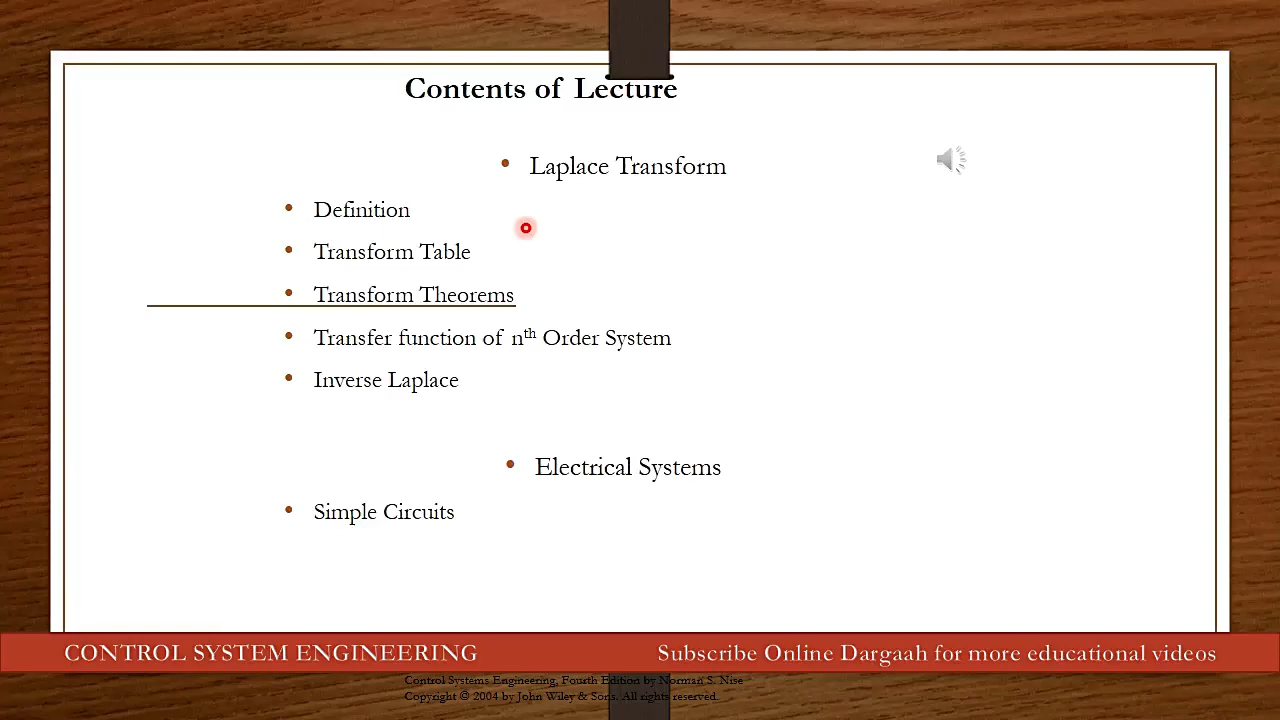 Contents of Lecture
• Laplace Transform
• Definition
• Transform Table
• Transform Theorems
• Transfer function of nth Order System
• Inverse Laplace
• Electrical Systems
• Simple Circuits
CONTROL SYSTEM ENGINEERING
Subscribe Online Dargaah for more educational videos
Control Systems Engineering, Fourth Edition by Norman S. Nise
Copyright © 2004 by John Wiley & Sons. All rights reserved.